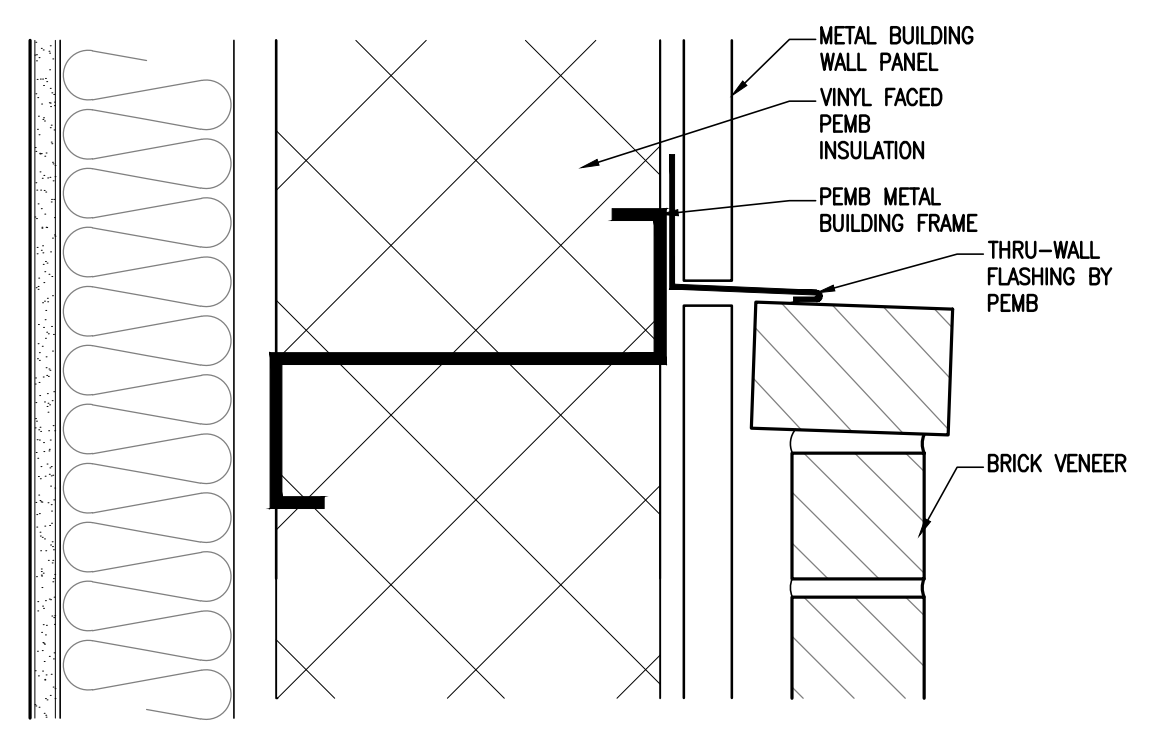 METAL BUILDING
WALL PANEL
VINYL FACED
PEMB
INSULATION
PEMB METAL
BUILDING FRAME
THRU-WALL
FLASHING BY
PEMB
BRICK VENEER